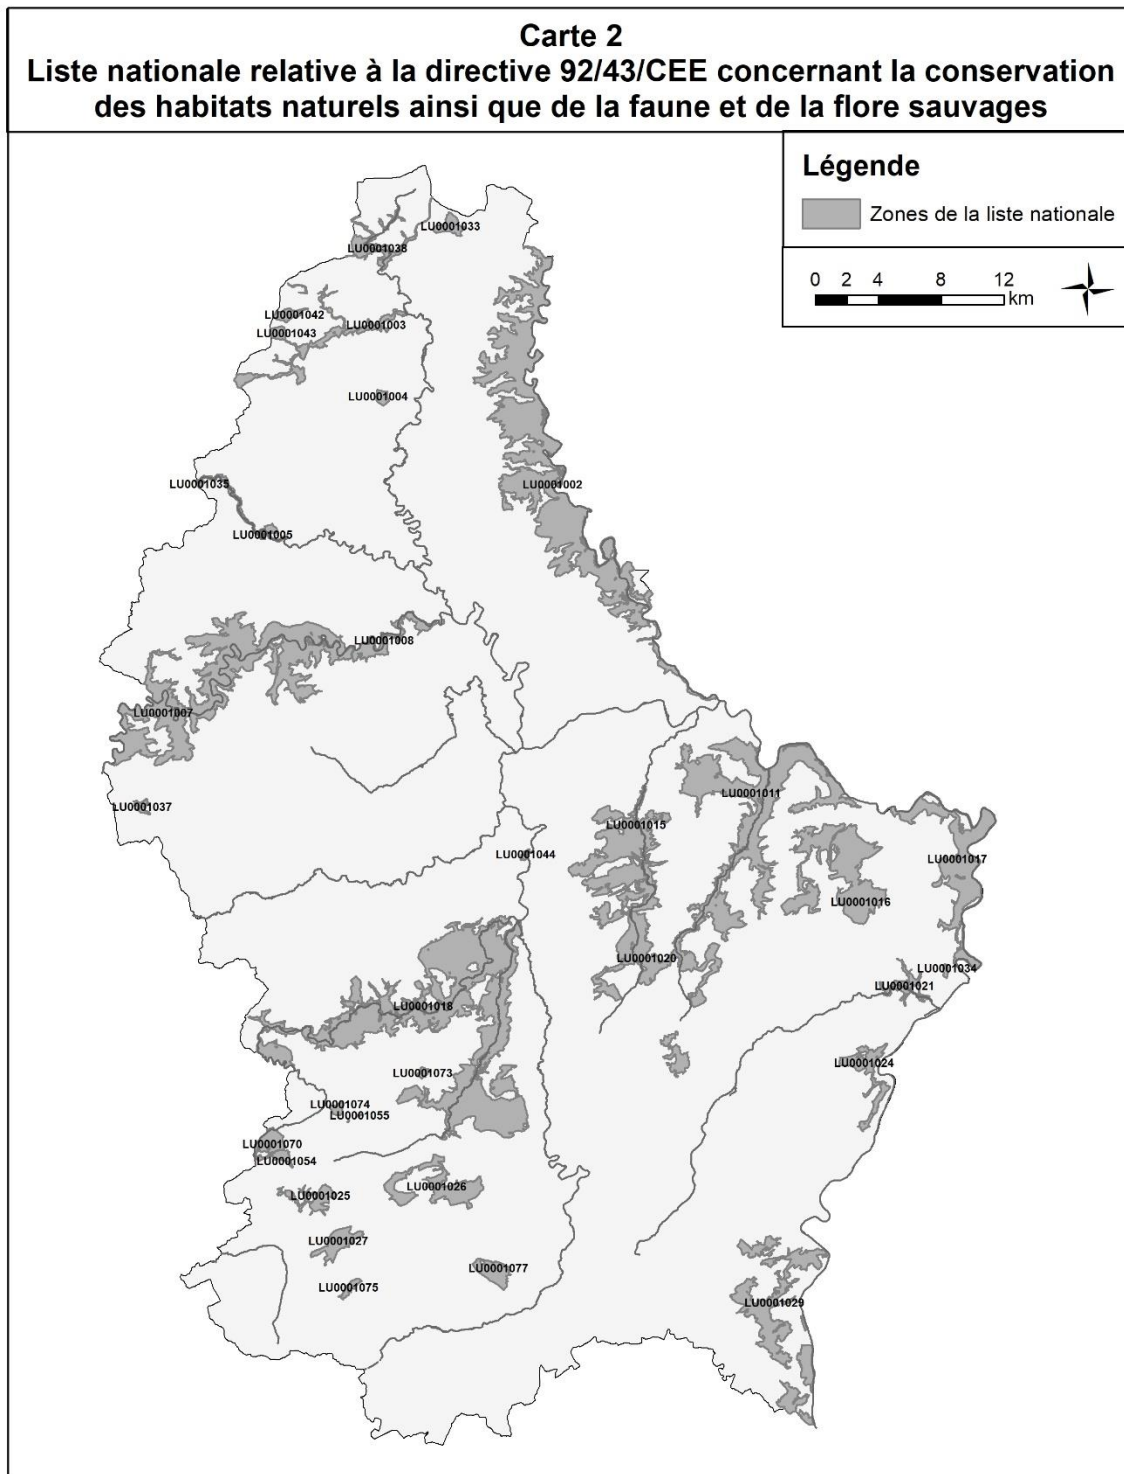 Carte 2
Liste nationale relative à la directive 92/43/CEE concernant la conservation
des habitats naturels ainsi que de la faune et de la flore sauvages
Légende
Zones de la liste nationale
0 2 4 8 12
km
LU0001033
LU0001038
LU0001042
LU0001003
LU0001043
LU0001004
LU0001035
LU0001002
LU0001005
LU0001008
LU0001007
LU0001011
LU0001037
LU0001015
LU0001044
LU0001017
LU0001016
LU0001020
LU0001034
LU0001021
LU0001018
LU0001024
LU0001073
LU0001074
LU0001055
LU0001070
LU0001054
LU0001026
LU0001025
LU0001027
LU0001077
LU0001075
LU0001029